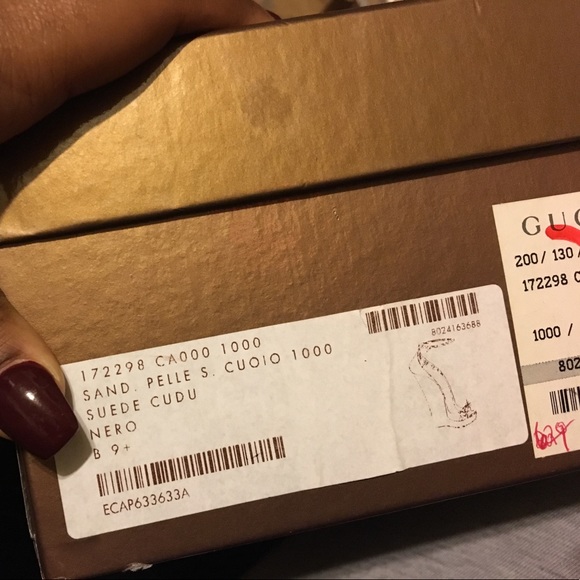 172298 CA000 1000
SAND. PELLE S. CUOIO 1000
SUEDE CUDU
NERO
B 9+
ECAP633633A
8024163688
GUC
200/ 130 /
172298 C
1000 /
802